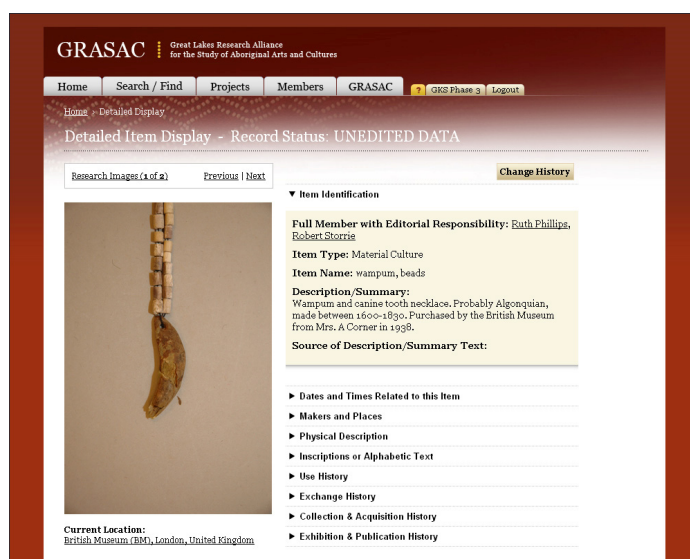 GRASAC
Great Lakes Research Alliance
for the Study of Aboriginal Arts and Cultures
Home
Search / Find
Projects
Members
GRASAC
?
GKS Phase 3
Logout
Home > Detailed Display
Detailed Item Display - Record Status: UNEDITED DATA
Research Images (1 of 2)
Previous | Next
Change History
▼ Item Identification
Full Member with Editorial Responsibility: Ruth Phillips,
Robert Storrie
Item Type: Material Culture
Item Name: wampum, beads
Description/Summary:
Wampum and canine tooth necklace. Probably Algonquian,
made between 1600-1830. Purchased by the British Museum
from Mrs. A Corner in 1938.
Source of Description/Summary Text:
► Dates and Times Related to this Item
► Makers and Places
► Physical Description
► Inscriptions or Alphabetic Text
► Use History
► Exchange History
► Collection & Acquisition History
► Exhibition & Publication History
Current Location:
British Museum (BM), London, United Kingdom